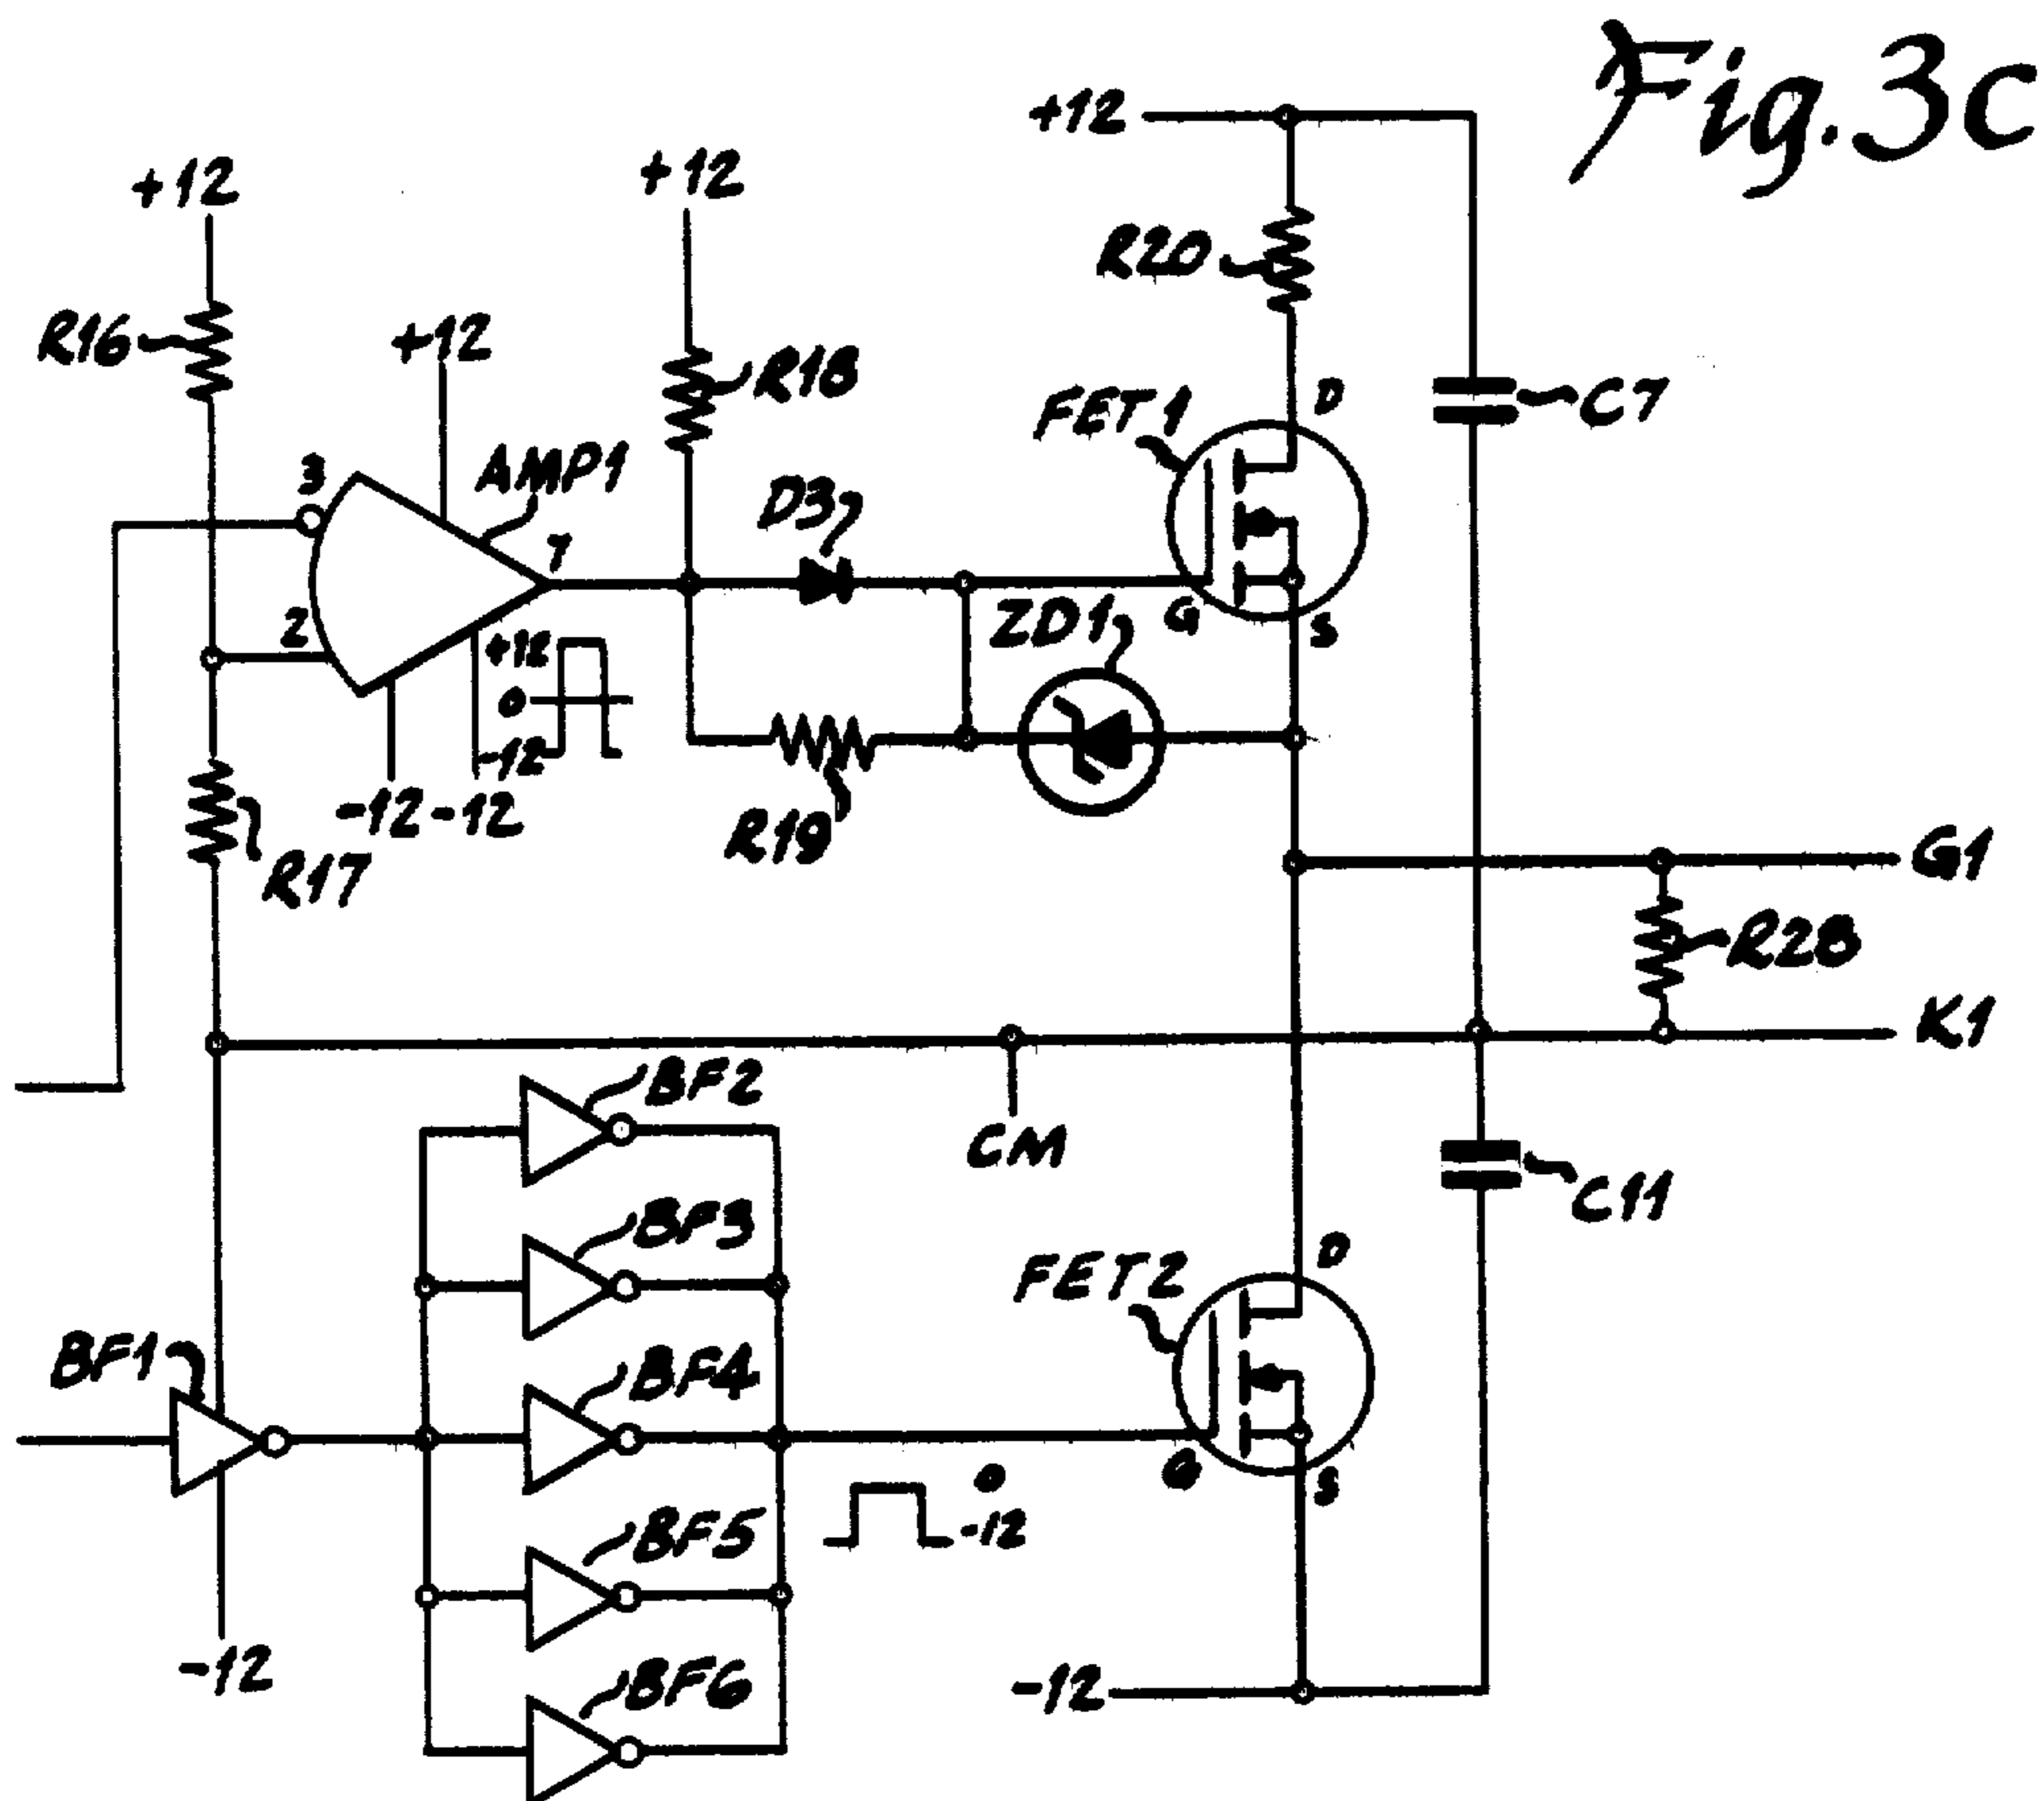 Fig. 3c
+12
+12
+12
R20
R16
+12
R18
D
FET1
C7
3
AMP1
D3
7
2
G
S
ZD1
+12
0
-12
-12
-12
R19
R17
G1
R28
K1
CM
BF2
C11
BF3
D
FET2
BF1
BF4
G
S
0
-12
BF5
-12
BF6
-12